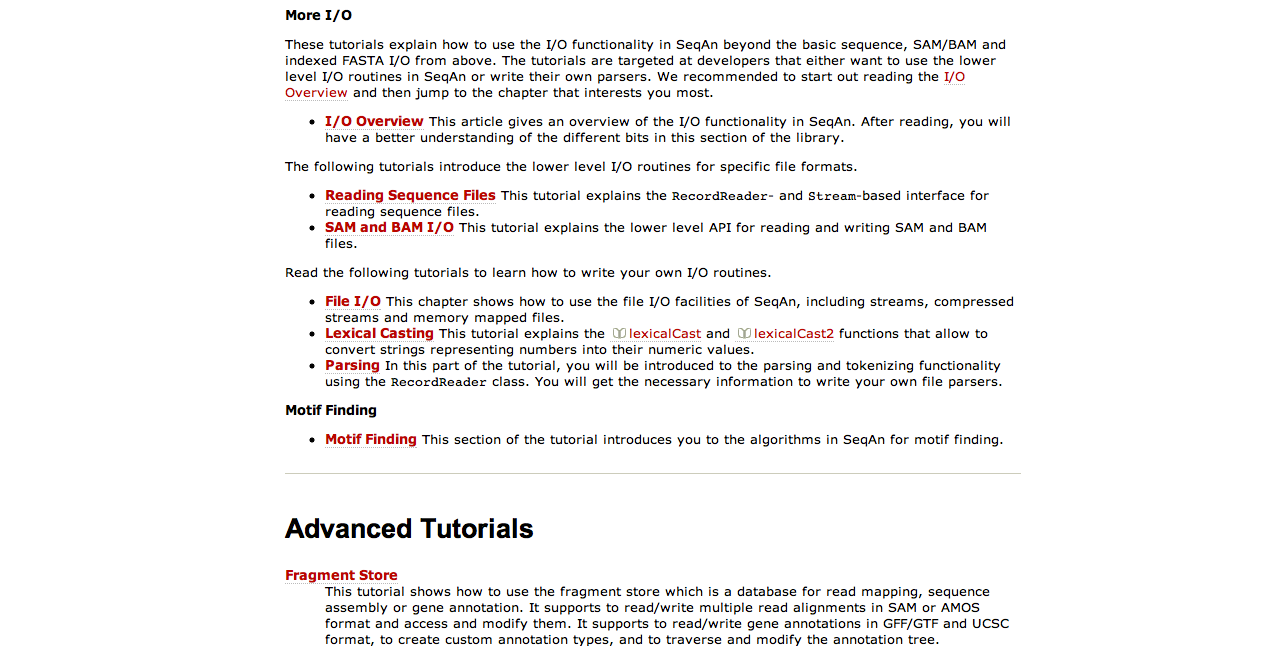 More I/O
These tutorials explain how to use the I/O functionality in SeqAn beyond the basic sequence, SAM/BAM and
indexed FASTA I/O from above. The tutorials are targeted at developers that either want to use the lower
level I/O routines in SeqAn or write their own parsers. We recommended to start out reading the I/O
Overview and then jump to the chapter that interests you most.
• I/O Overview This article gives an overview of the I/O functionality in SeqAn. After reading, you will
have a better understanding of the different bits in this section of the library.
The following tutorials introduce the lower level I/O routines for specific file formats.
• Reading Sequence Files This tutorial explains the RecordReader- and Stream-based interface for
reading sequence files.
• SAM and BAM I/O This tutorial explains the lower level API for reading and writing SAM and BAM
files.
Read the following tutorials to learn how to write your own I/O routines.
• File I/O This chapter shows how to use the file I/O facilities of SeqAn, including streams, compressed
streams and memory mapped files.
• Lexical Casting This tutorial explains the lexicalCast and lexicalCast2 functions that allow to
convert strings representing numbers into their numeric values.
• Parsing In this part of the tutorial, you will be introduced to the parsing and tokenizing functionality
using the RecordReader class. You will get the necessary information to write your own file parsers.
Motif Finding
• Motif Finding This section of the tutorial introduces you to the algorithms in SeqAn for motif finding.
Advanced Tutorials
Fragment Store
This tutorial shows how to use the fragment store which is a database for read mapping, sequence
assembly or gene annotation. It supports to read/write multiple read alignments in SAM or AMOS
format and access and modify them. It supports to read/write gene annotations in GFF/GTF and UCSC
format, to create custom annotation types, and to traverse and modify the annotation tree.